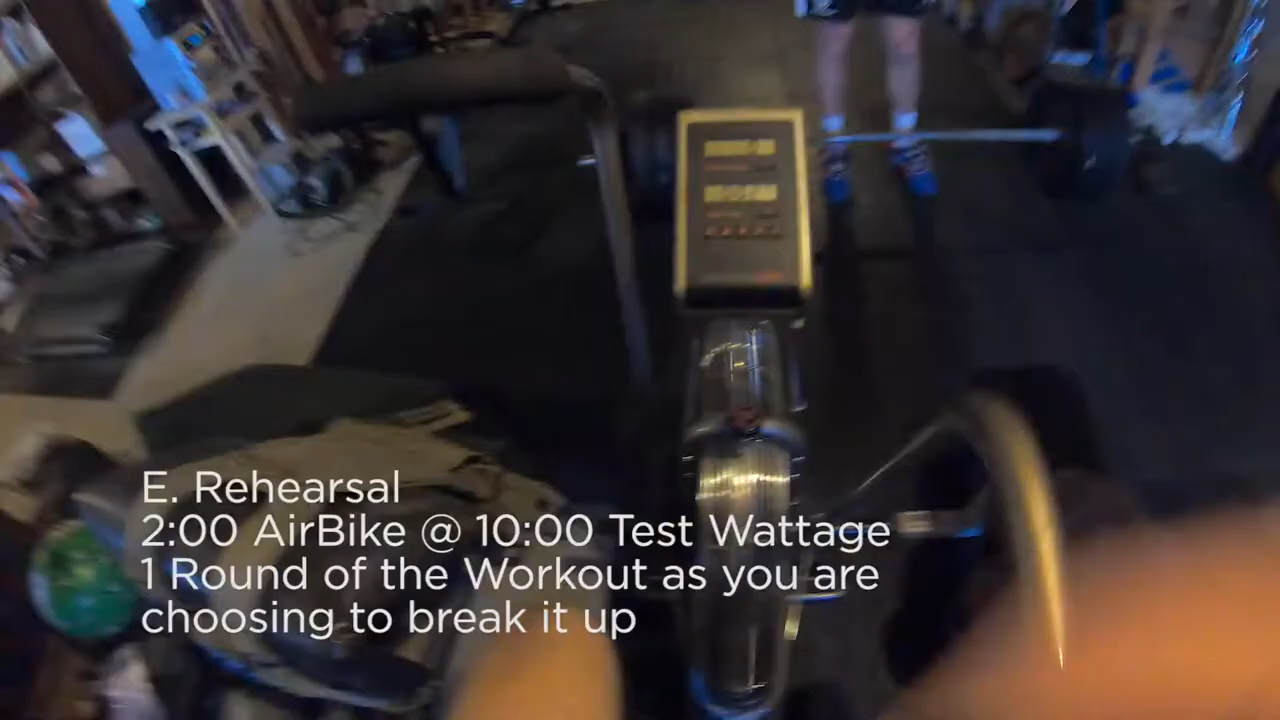 E. Rehearsal
2:00 AirBike @ 10:00 Test Wattage
1 Round of the Workout as you are
choosing to break it up